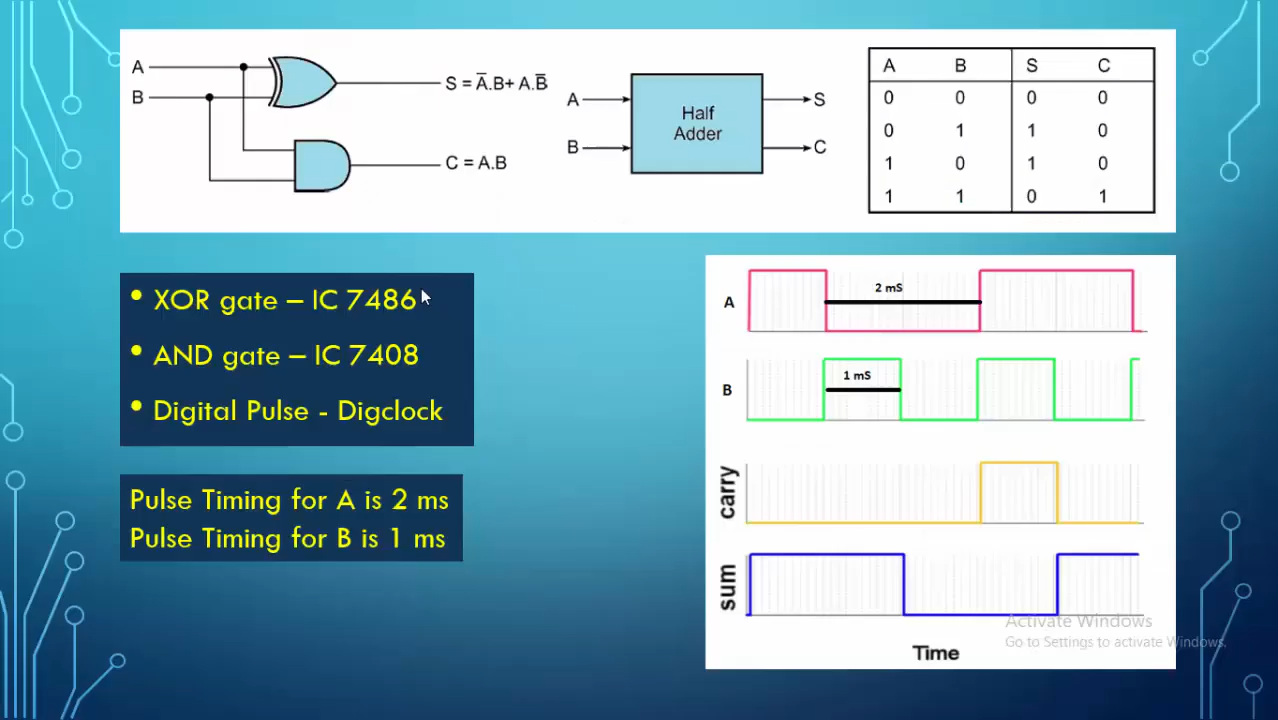 A
B
S = A̅.B+ A.B̅
C = A.B
A
B
Half
Adder
S
C
A B S C
0 0 0 0
0 1 1 0
1 0 1 0
1 1 0 1
• XOR gate – IC 7486
• AND gate – IC 7408
• Digital Pulse - Digclock
Pulse Timing for A is 2 ms
Pulse Timing for B is 1 ms
A
2 mS
B
1 mS
carry
sum
Time
Activate Windows
Go to Settings to activate Windows.